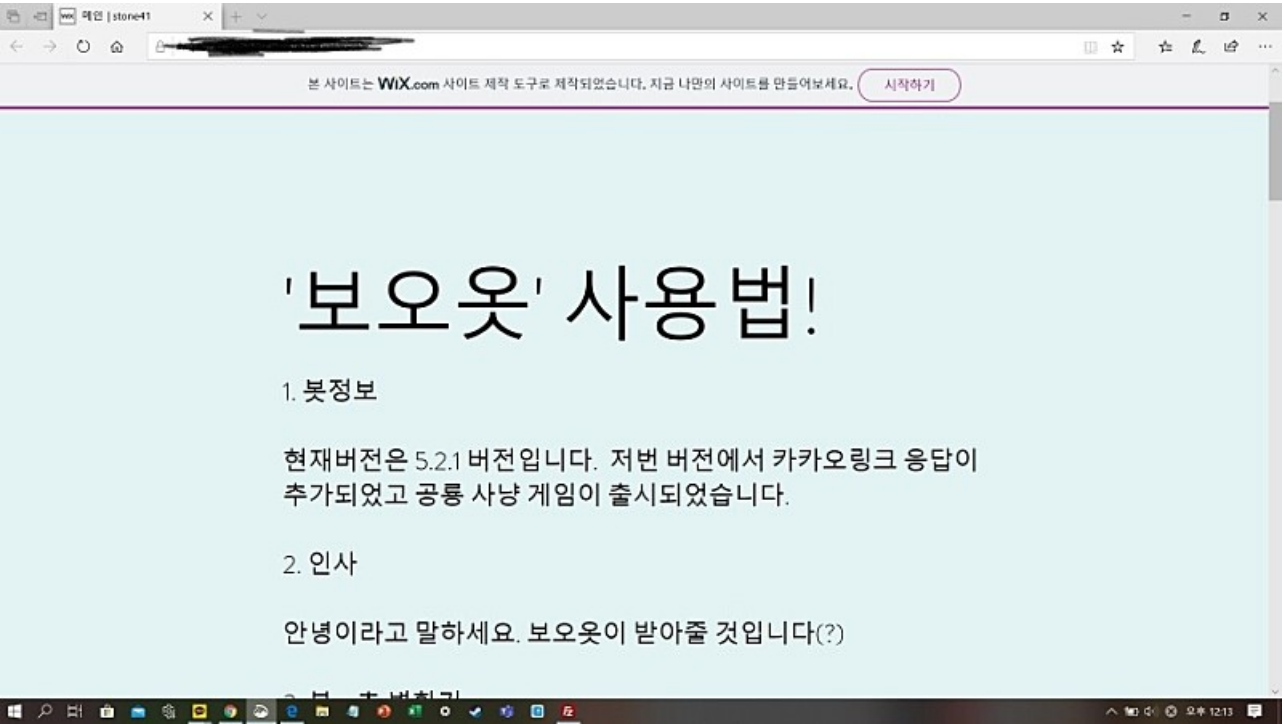 메인 | stone41
본 사이트는 WiX.com 사이트 제작 도구로 제작되었습니다. 지금 나만의 사이트를 만들어보세요. 시작하기
'보오옷' 사용법!
1. 봇정보
현재버전은 5.2.1 버전입니다. 저번 버전에서 카카오링크 응답이
추가되었고 공룡 사냥 게임이 출시되었습니다.
2. 인사
안녕이라고 말하세요. 보오옷이 받아줄 것입니다(?)
오후 12:13